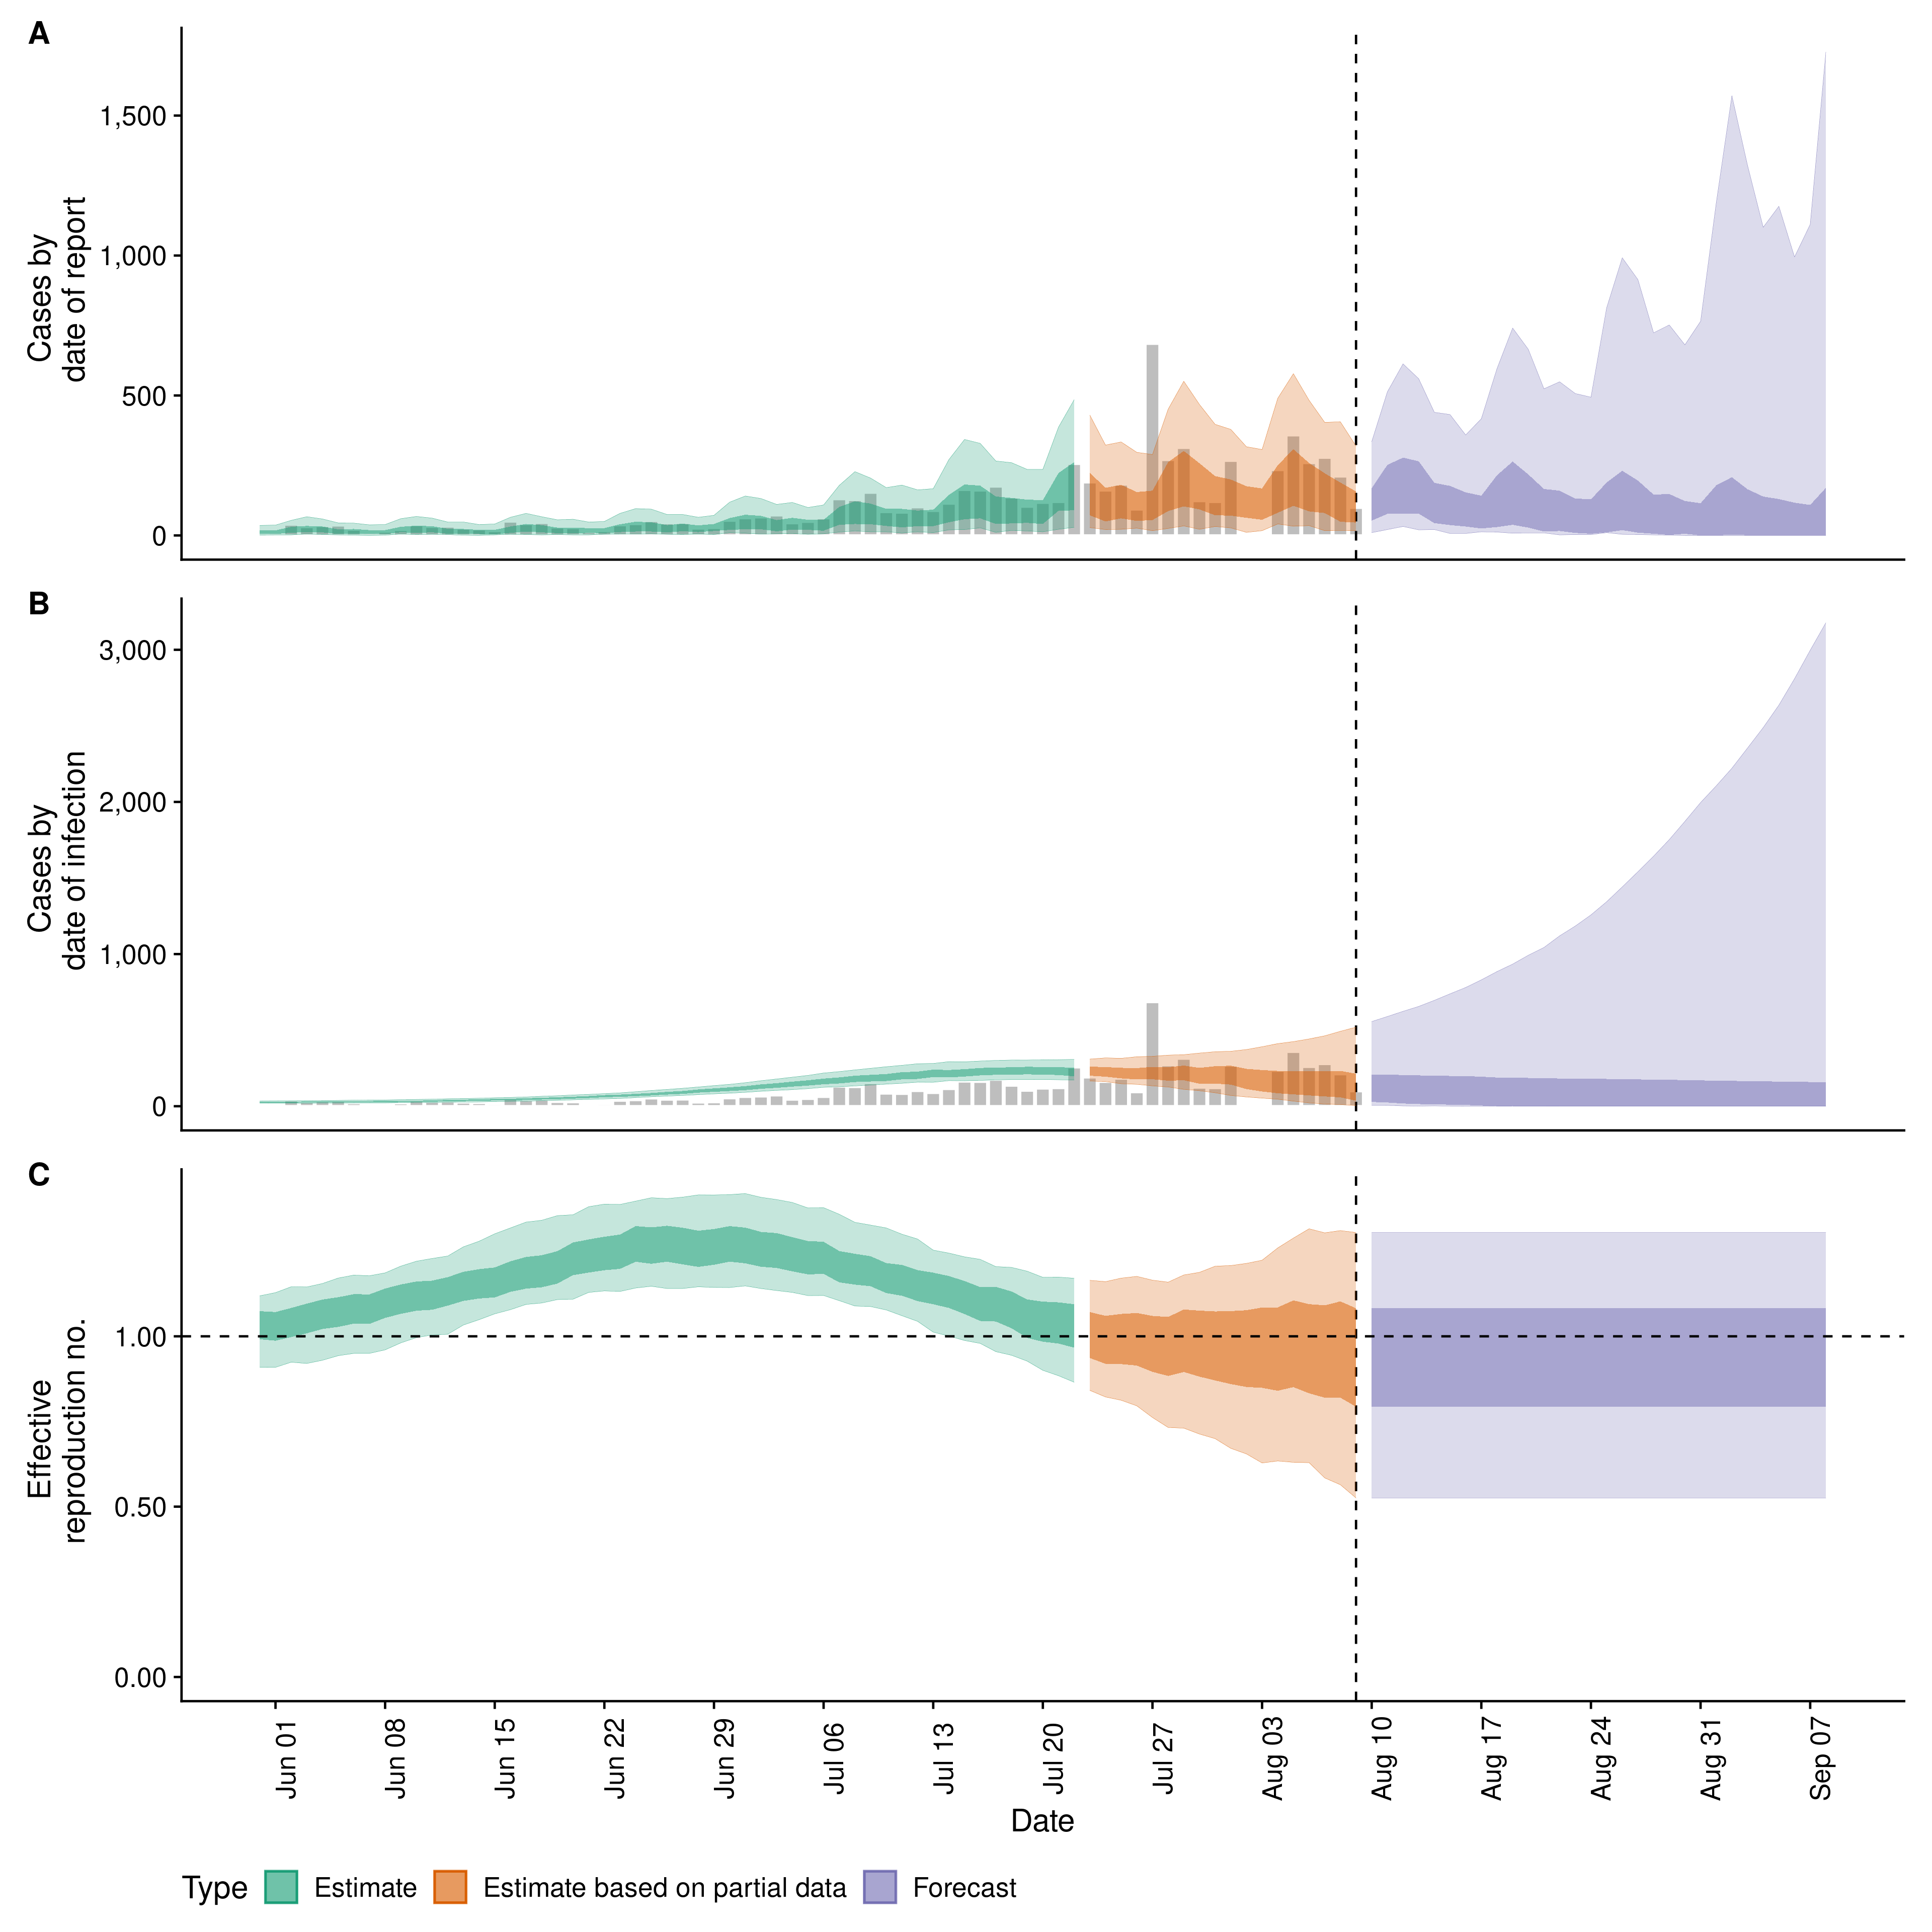 A
Cases by
date of report
1,500
1,000
500
0
B
Cases by
date of infection
3,000
2,000
1,000
0
C
Effective
reproduction no.
1.00
0.50
0.00
Jun 01
Jun 08
Jun 15
Jun 22
Jun 29
Jul 06
Jul 13
Jul 20
Jul 27
Aug 03
Aug 10
Aug 17
Aug 24
Aug 31
Sep 07
Date
Type Estimate Estimate based on partial data Forecast